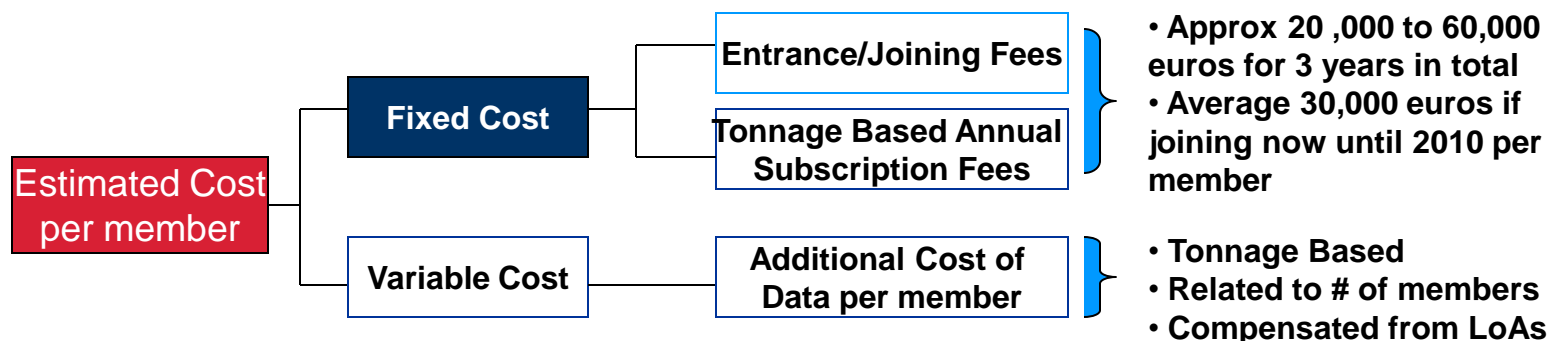 Estimated Cost
per member
Fixed Cost
Entrance/Joining Fees
Tonnage Based Annual
Subscription Fees
• Approx 20 ,000 to 60,000
euros for 3 years in total
• Average 30,000 euros if
joining now until 2010 per
member
Variable Cost
Additional Cost of
Data per member
• Tonnage Based
• Related to # of members
• Compensated from LoAs